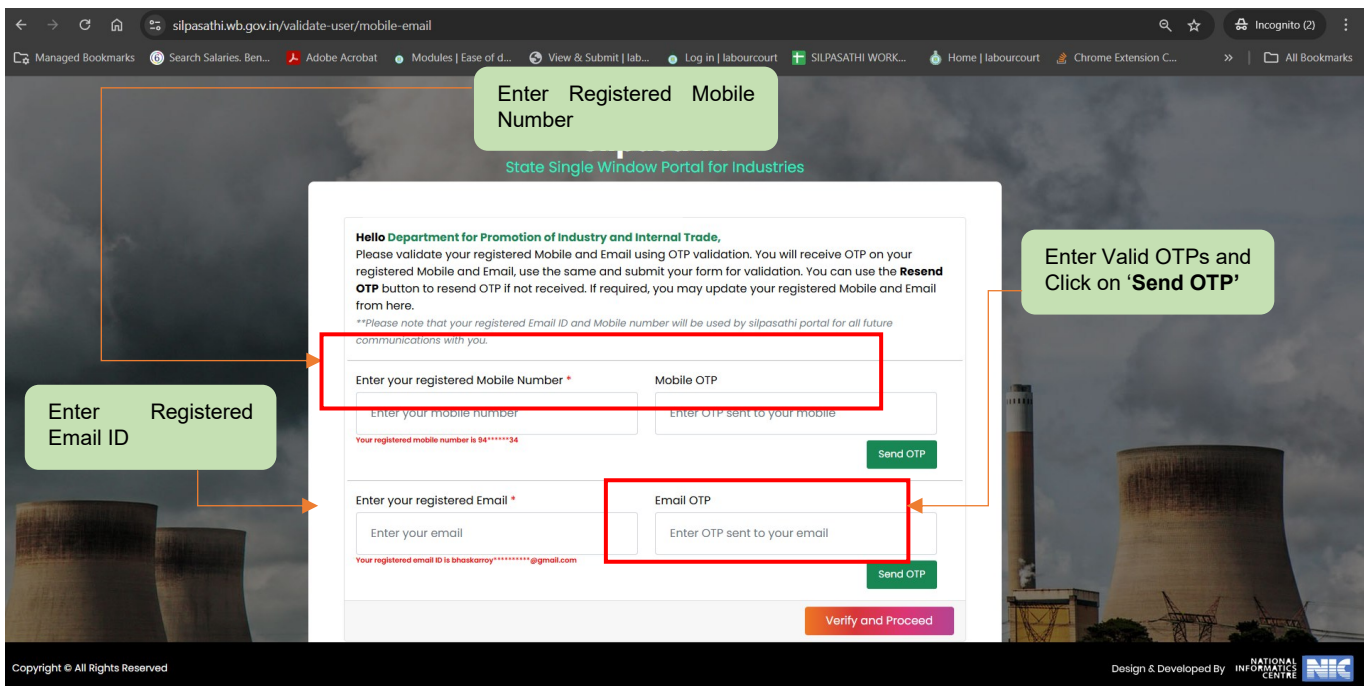 silpasathi.wb.gov.in/validate-user/mobile-email
Incognito (2)
Managed Bookmarks
Search Salaries. Ben...
Adobe Acrobat
Modules | Ease of d...
View & Submit | lab...
Log in | labourcourt
SILPASATHI WORK...
Home | labourcourt
Chrome Extension C...
»
All Bookmarks
Enter Registered Mobile
Number
State Single Window Portal for Industries
Hello Department for Promotion of Industry and Internal Trade,
Please validate your registered Mobile and Email using OTP validation. You will receive OTP on your
registered Mobile and Email, use the same and submit your form for validation. You can use the Resend
OTP button to resend OTP if not received. If required, you may update your registered Mobile and Email
from here.
**Please note that your registered Email ID and Mobile number will be used by silpasathi portal for all future
communications with you.
Enter Valid OTPs and
Click on ‘Send OTP’
Enter your registered Mobile Number *
Mobile OTP
Enter your mobile number
Enter OTP sent to your mobile
Your registered mobile number is 94******34
Send OTP
Enter Registered
Email ID
Enter your registered Email *
Email OTP
Enter your email
Enter OTP sent to your email
Your registered email ID is bhaskarroy**********@gmail.com
Send OTP
Verify and Proceed
Copyright © All Rights Reserved
Design & Developed By
NATIONAL
INFORMATICS
CENTRE
NIC